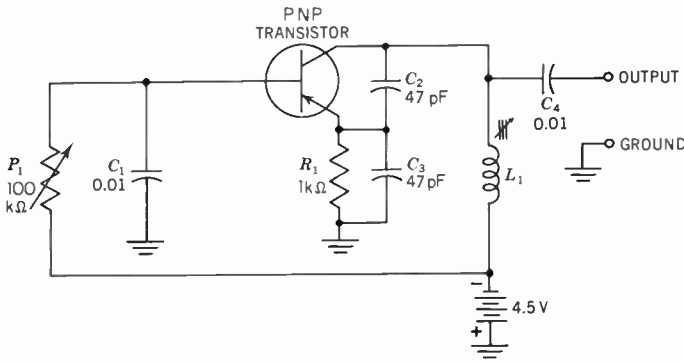 PNP
TRANSISTOR
C2
47 pF
OUTPUT
C4
0.01
GROUND
P1
100
kΩ
C1
0.01
R1
1kΩ
C3
47 pF
L1
-
4.5 V
+